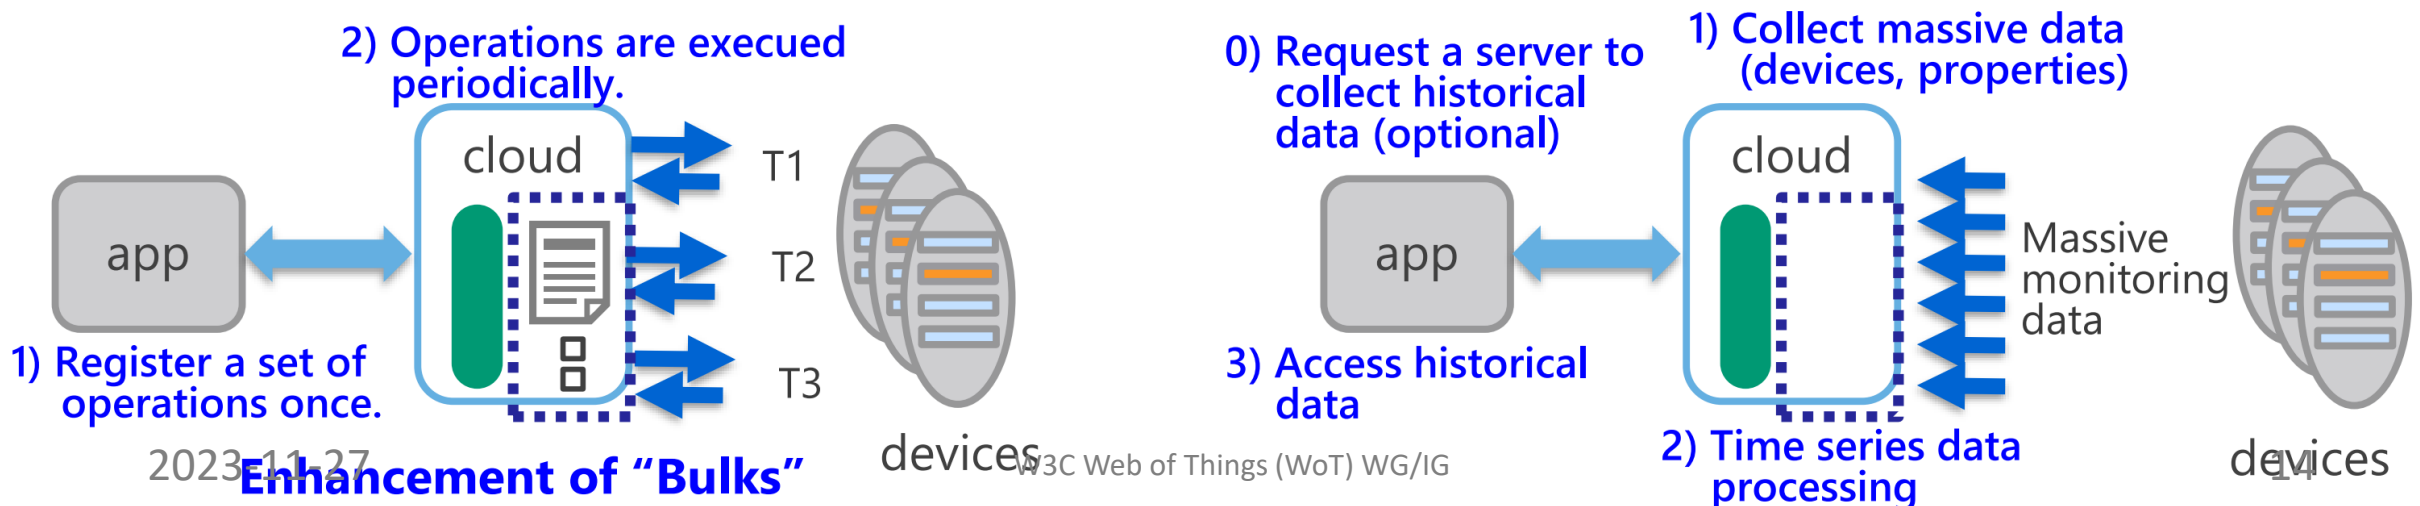 2) Operations are execued
periodically.
cloud
T1
app
T2
T3
1) Register a set of
operations once.
devices
Enhancement of “Bulks”
0) Request a server to
collect historical
data (optional)
1) Collect massive data
(devices, properties)
cloud
app
Massive
monitoring
data
3) Access historical
data
2) Time series data
processing
devices
2023-11-27
W3C Web of Things (WoT) WG/IG
14